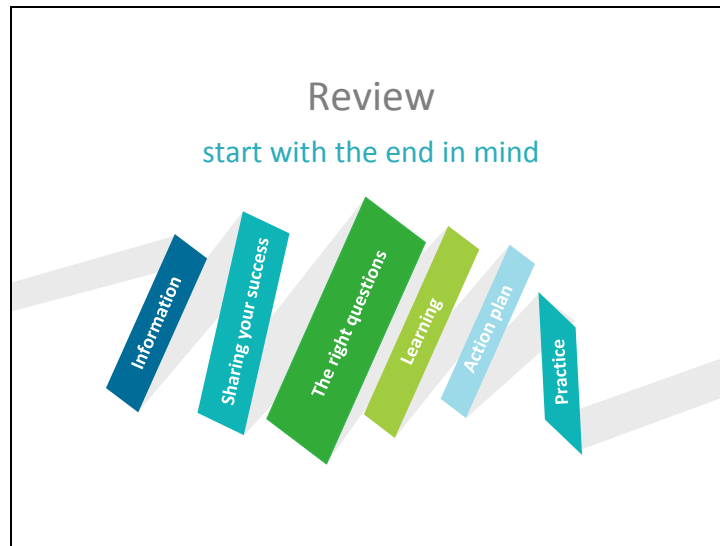 Review
start with the end in mind
Information
Sharing your success
The right questions
Learning
Action plan
Practice